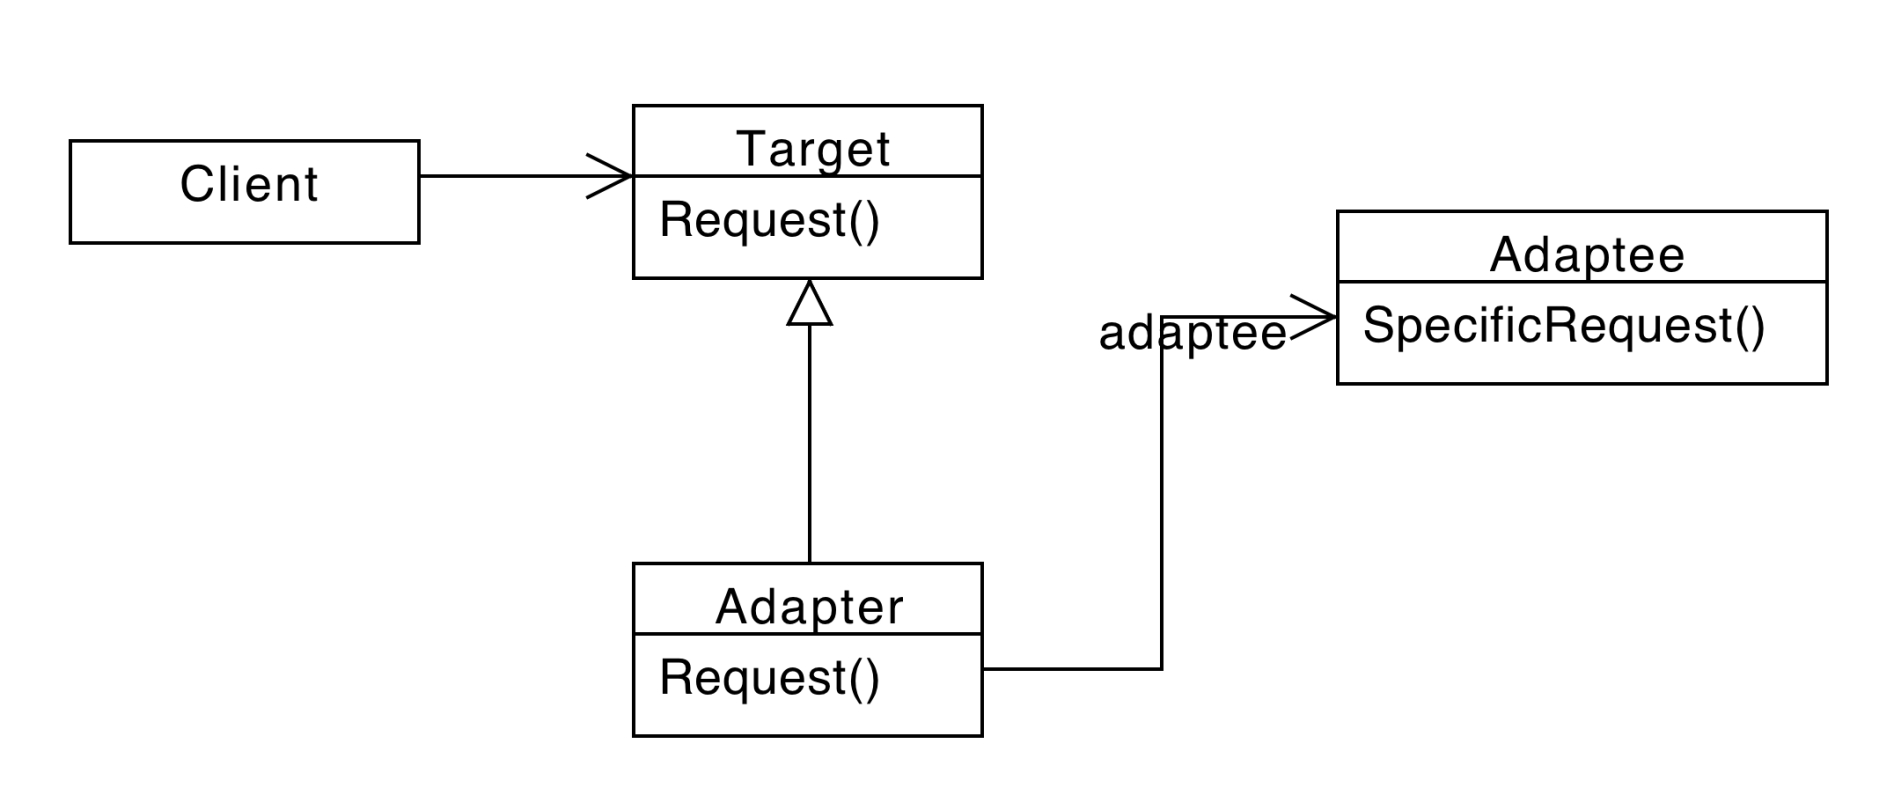 Client
Target
Request()
Adaptee
SpecificRequest()
adaptee
Adapter
Request()